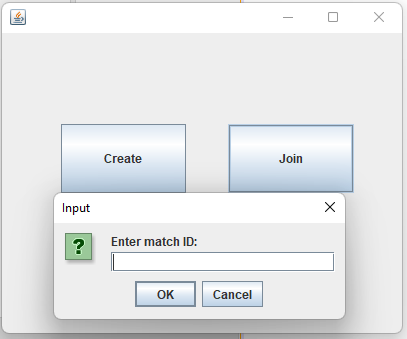 Create
Join
Input
?
Enter match ID:
OK
Cancel